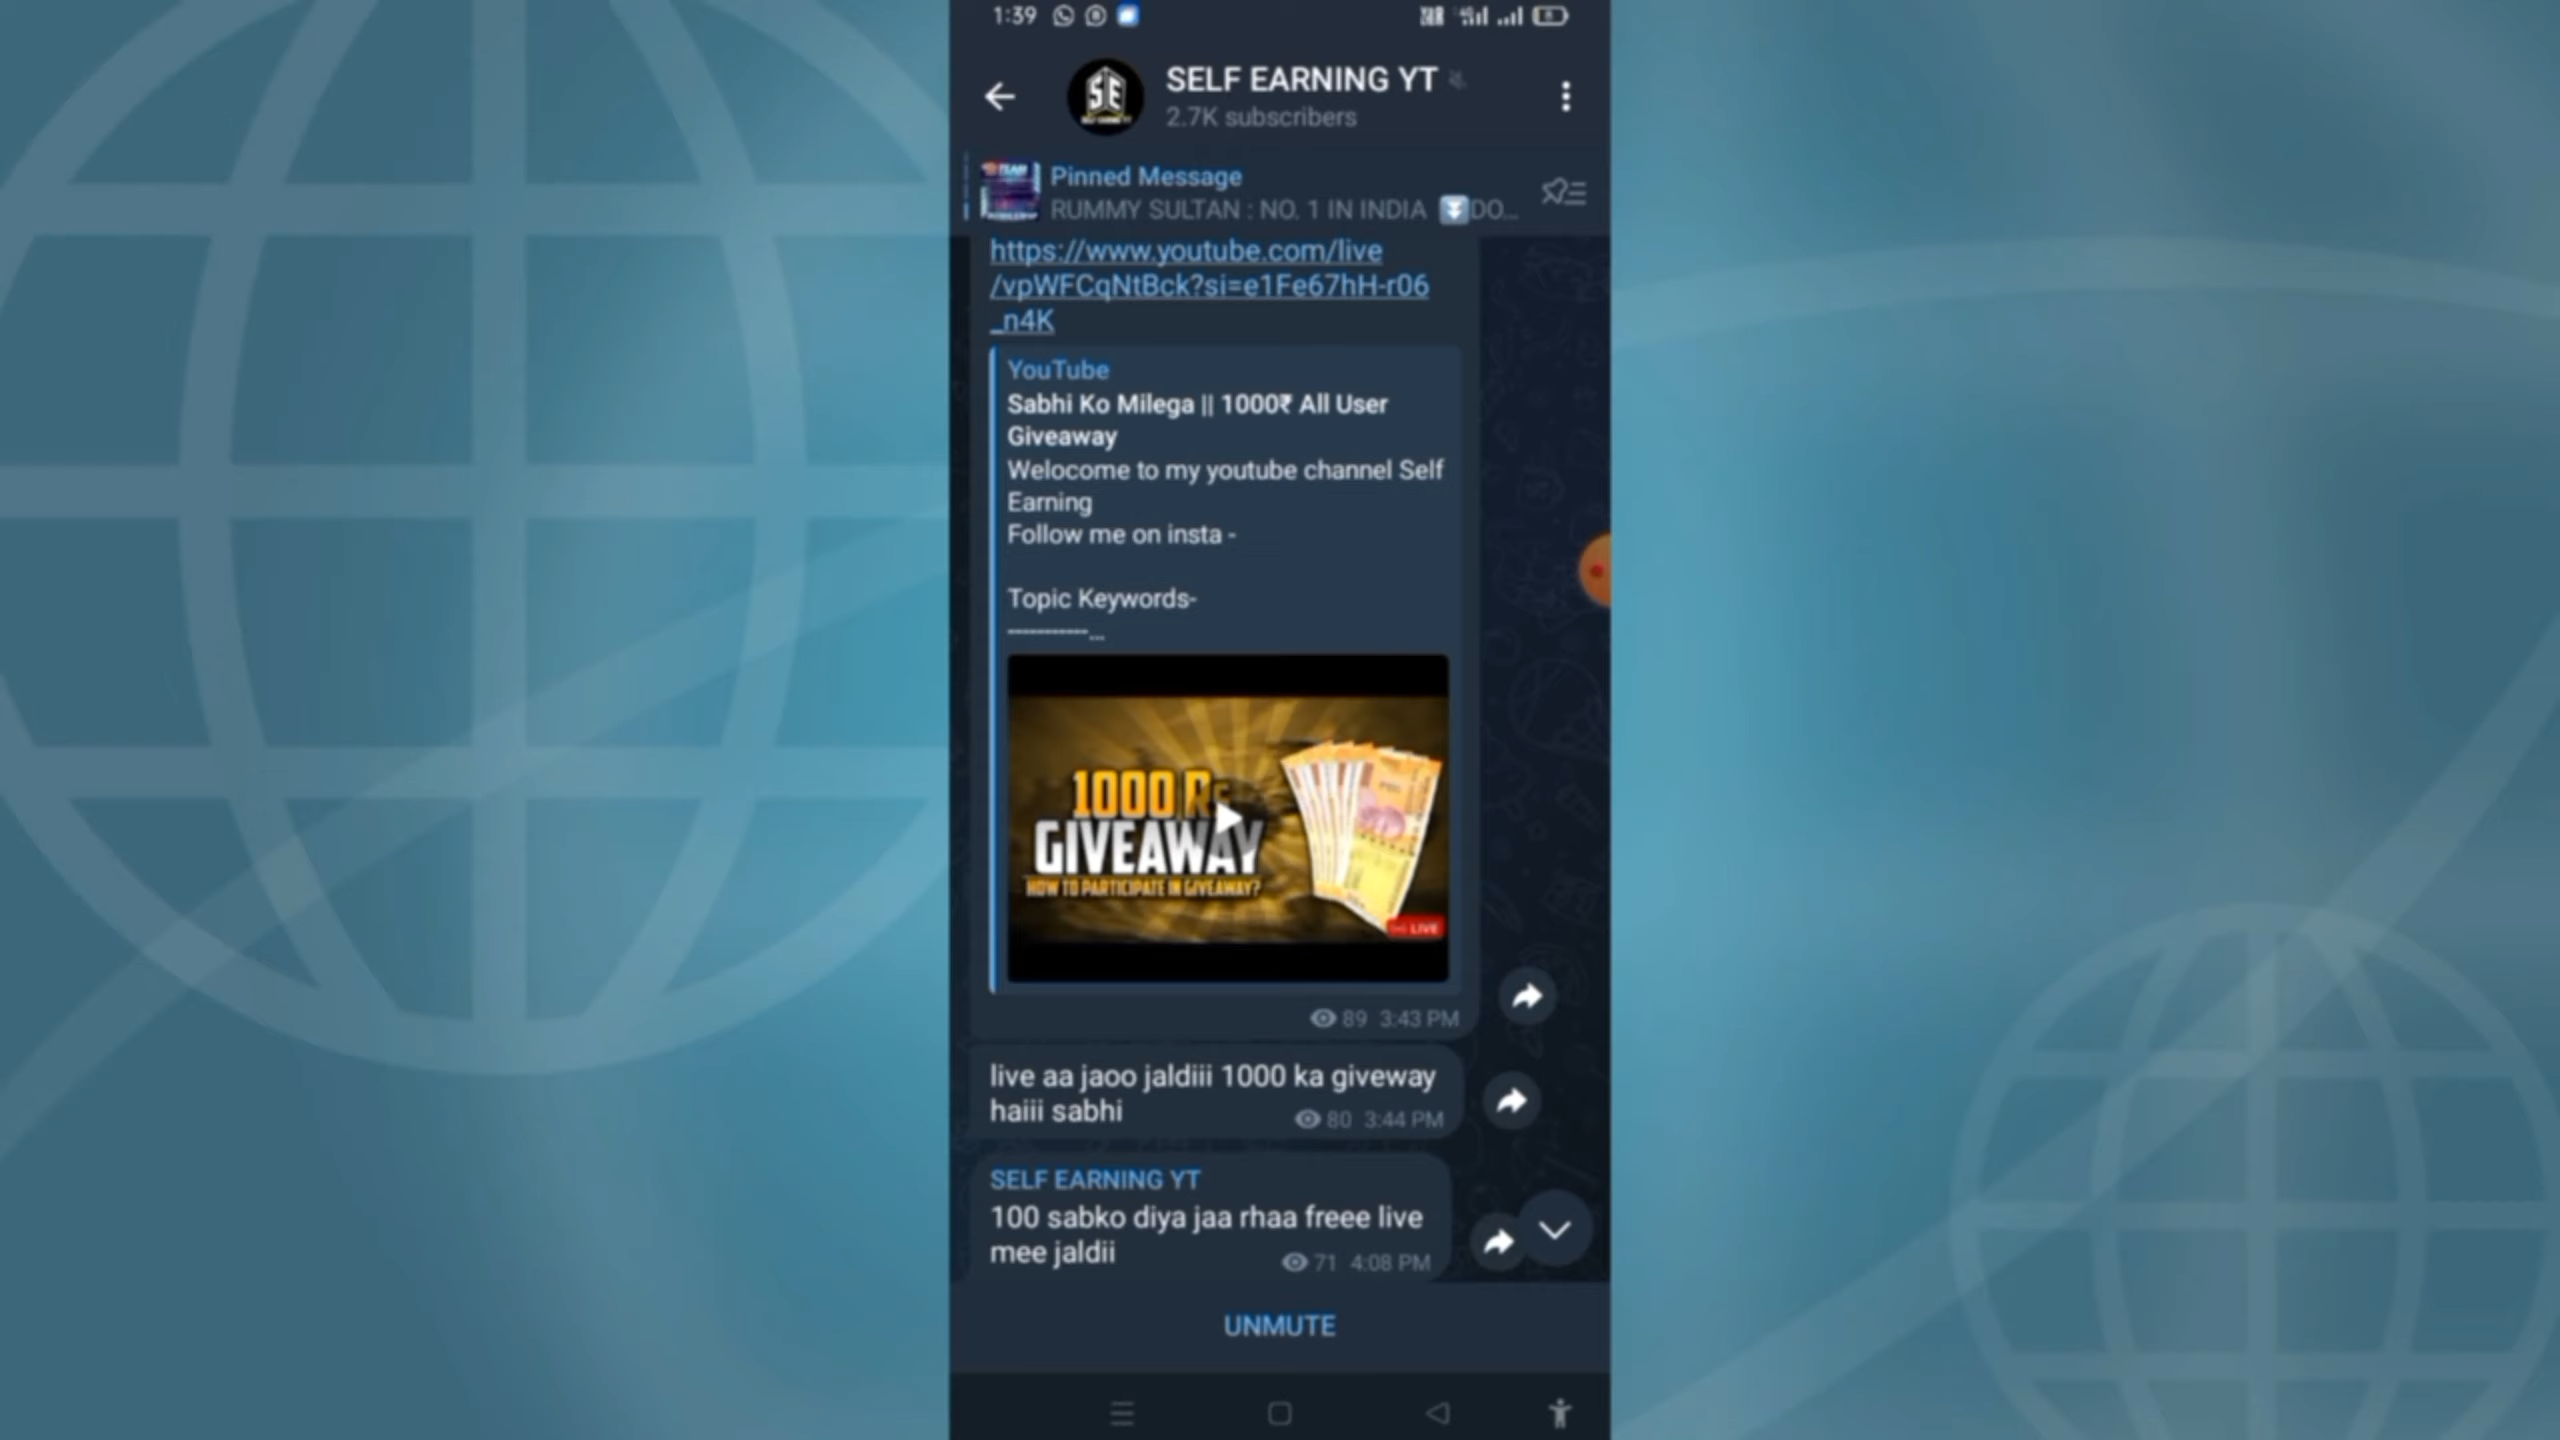 1:39
SELF EARNING YT
2.7K subscribers
Pinned Message
RUMMY SULTAN : NO. 1 IN INDIA ⏬DO...
https://www.youtube.com/live
/vpWFCqNtBck?si=e1Fe67hH-r06
_n4K
YouTube
Sabhi Ko Milega || 1000₹ All User
Giveaway
Welocome to my youtube channel Self
Earning
Follow me on insta -
Topic Keywords-
-----------...
1000 Rs
GIVEAWAY
HOW TO PARTICIPATE IN GIVEAWAY?
LIVE
89 3:43 PM
live aa jaoo jaldiii 1000 ka giveway
haiii sabhi
80 3:44 PM
SELF EARNING YT
100 sabko diya jaa rhaa freee live
mee jaldii
71 4:08 PM
UNMUTE